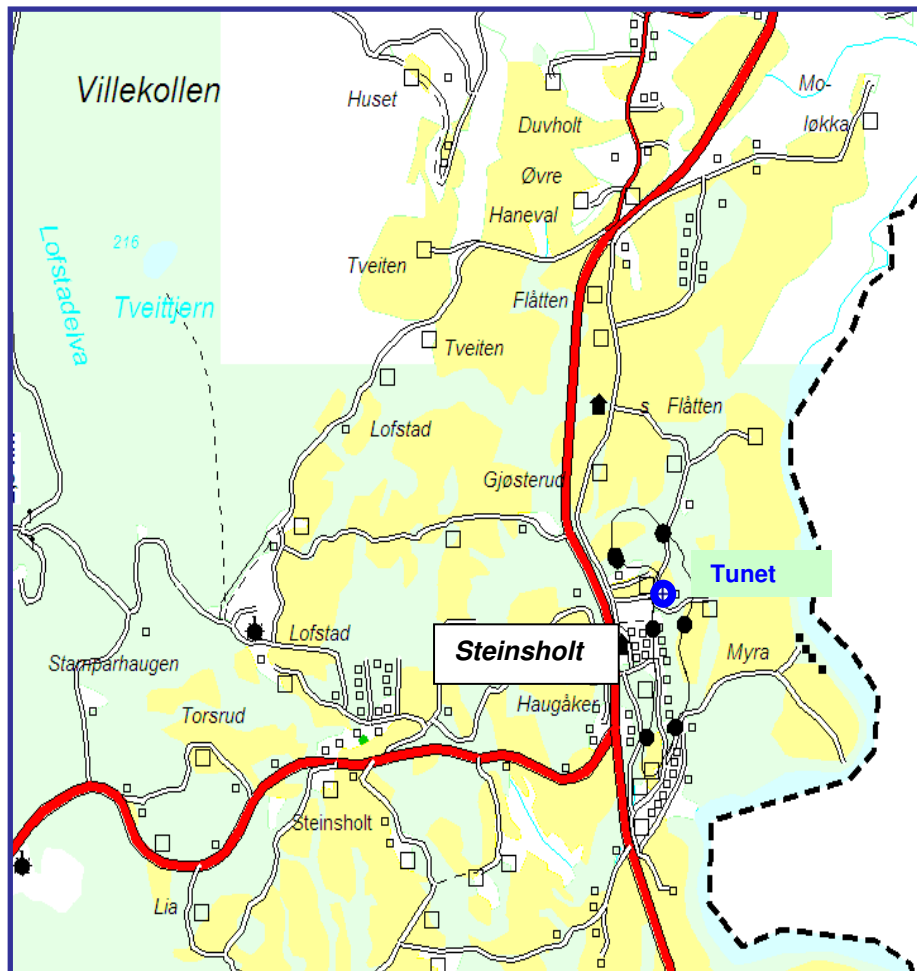 Villekollen
Huset
Mo-
løkka
Duvholt
Øvre
Haneval
Lofstadelva
216
Tveittjern
Tveiten
Flåtten
Tveiten
s Flåtten
Lofstad
Gjøsterud
Tunet
Lofstad
Steinsholt
Myra
Stamparhaugen
Torsrud
Haugåker
Steinsholt
Lia